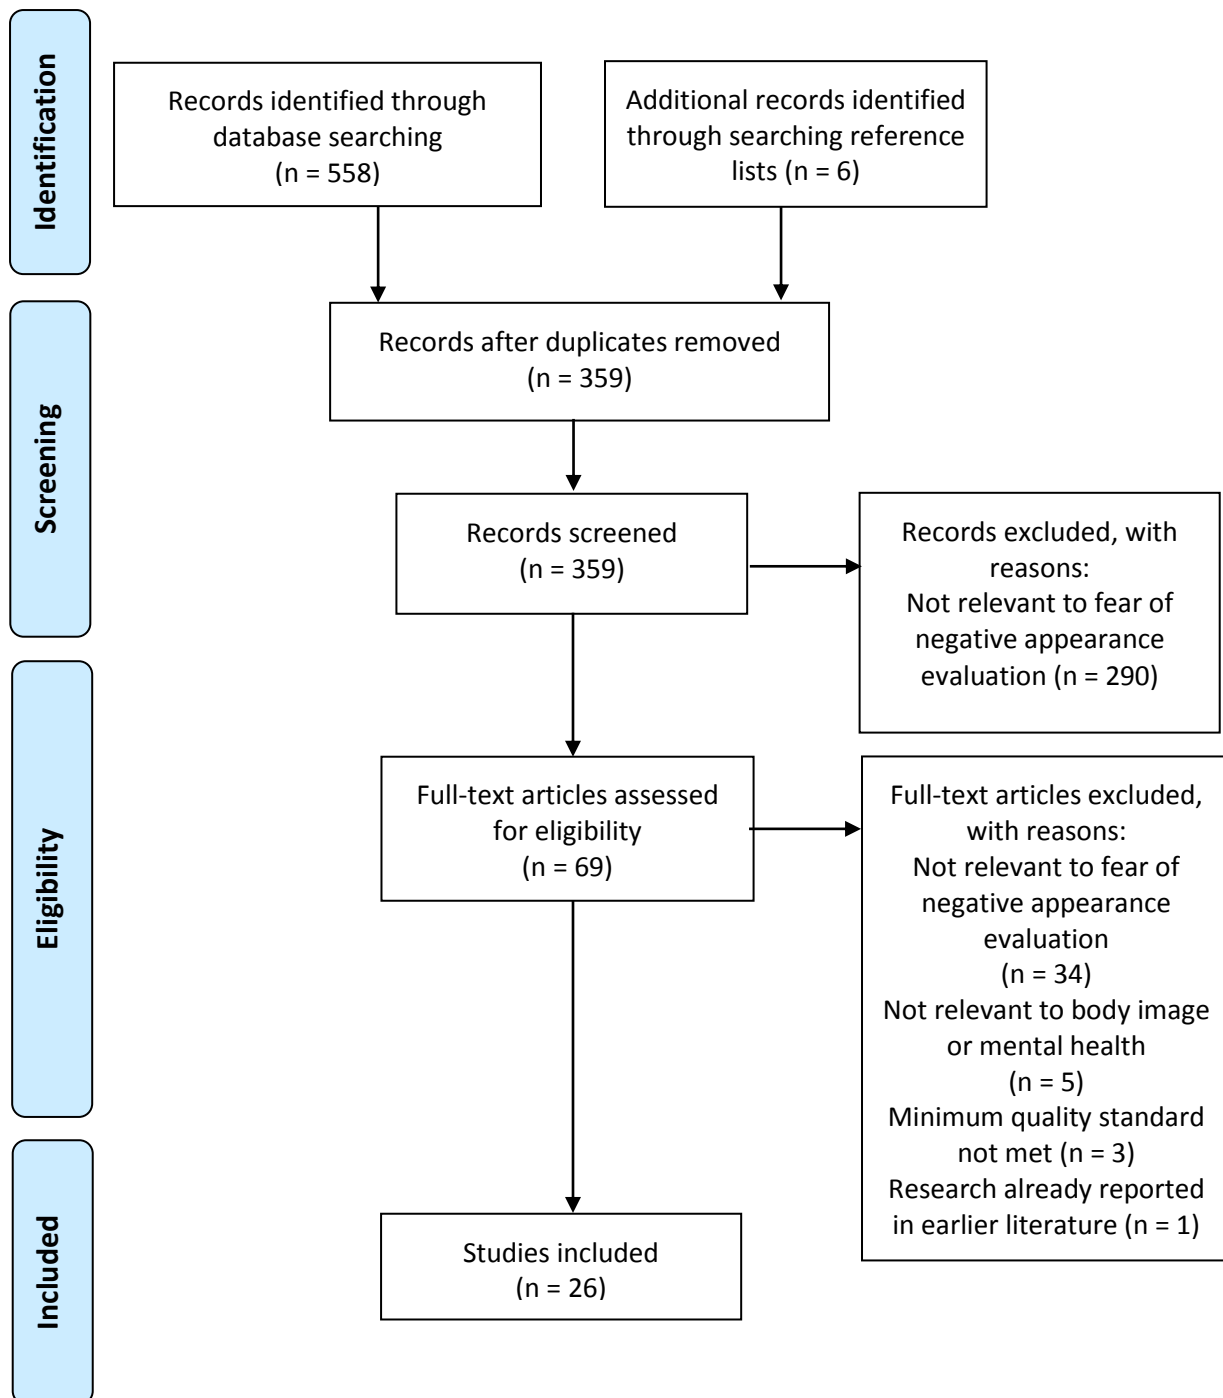 Identification
Records identified through
database searching
(n = 558)
Additional records identified
through searching reference
lists (n = 6)
Screening
Records after duplicates removed
(n = 359)
Records screened
(n = 359)
Records excluded, with
reasons:
Not relevant to fear of
negative appearance
evaluation (n = 290)
Eligibility
Full-text articles assessed
for eligibility
(n = 69)
Full-text articles excluded,
with reasons:
Not relevant to fear of
negative appearance
evaluation
(n = 34)
Not relevant to body image
or mental health
(n = 5)
Minimum quality standard
not met (n = 3)
Research already reported
in earlier literature (n = 1)
Included
Studies included
(n = 26)